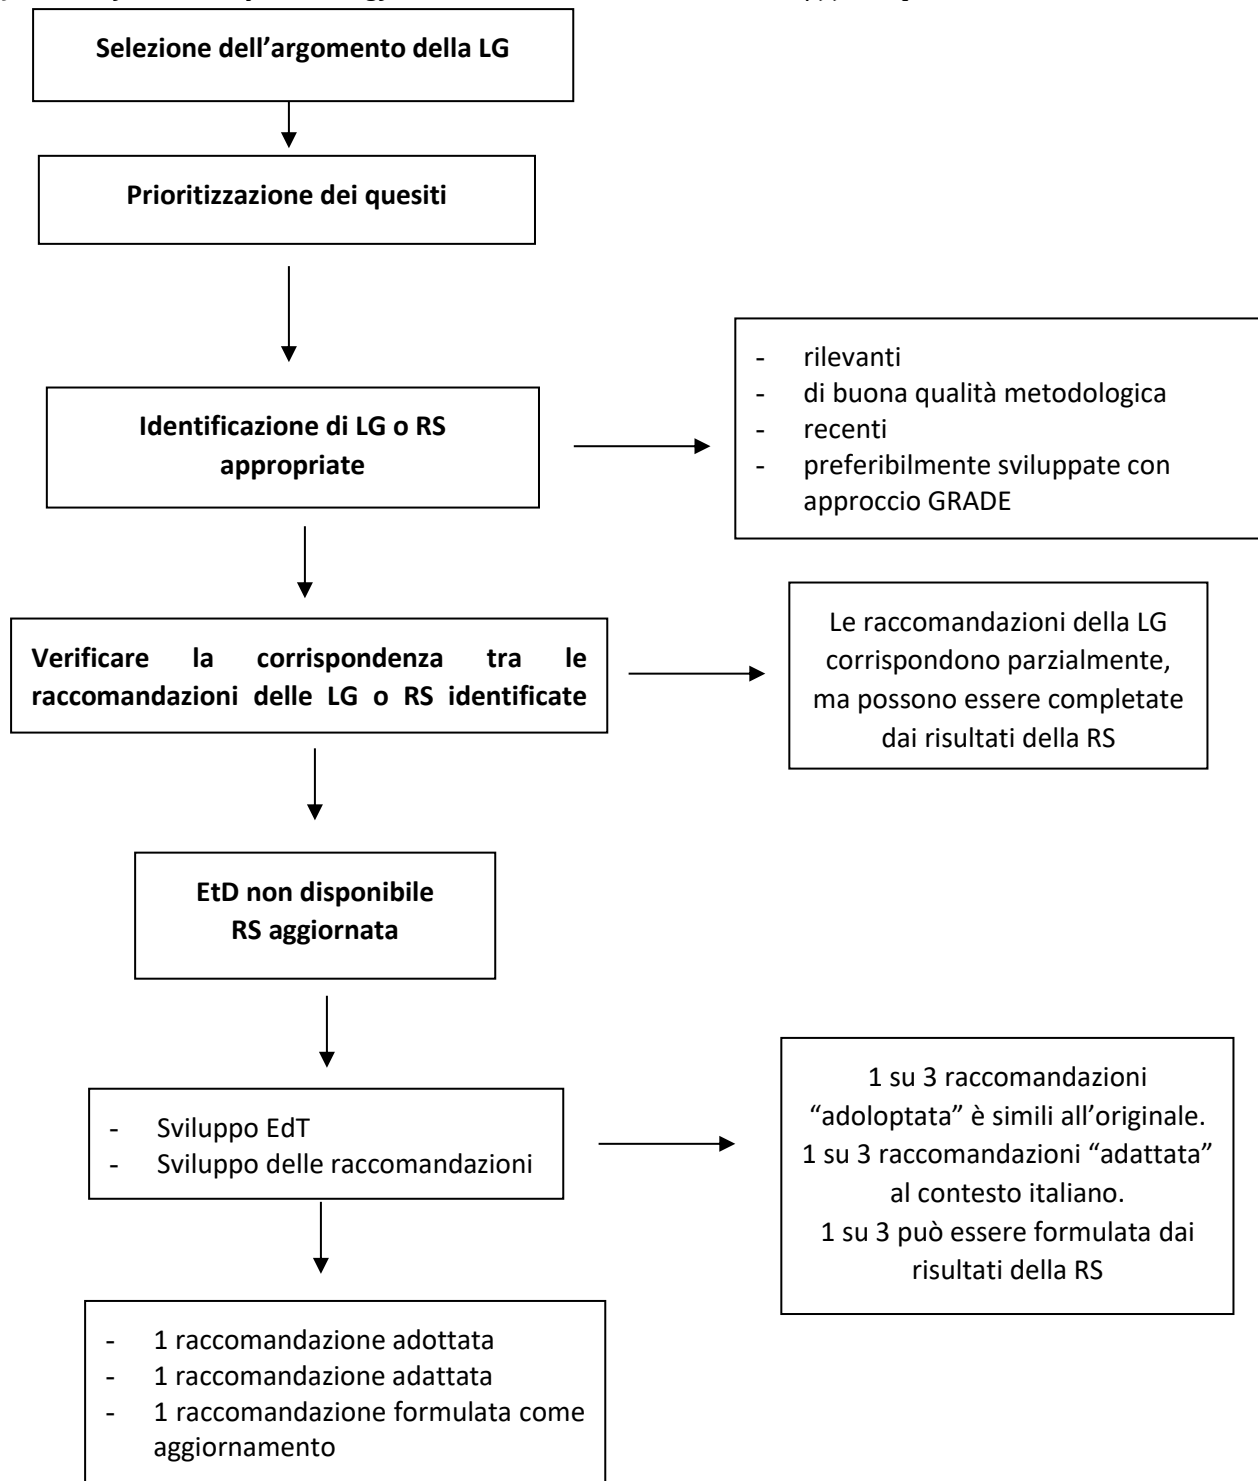 Selezione dell’argomento della LG
Prioritizzazione dei quesiti
Identificazione di LG o RS
appropriate
- rilevanti
- di buona qualità metodologica
- recenti
- preferibilmente sviluppate con
approccio GRADE
Verificare la corrispondenza tra le
raccomandazioni delle LG o RS identificate
Le raccomandazioni della LG
corrispondono parzialmente,
ma possono essere completate
dai risultati della RS
EtD non disponibile
RS aggiornata
- Sviluppo EdT
- Sviluppo delle raccomandazioni
1 su 3 raccomandazioni
“adoloptata” è simili all’originale.
1 su 3 raccomandazioni “adattata”
al contesto italiano.
1 su 3 può essere formulata dai
risultati della RS
- 1 raccomandazione adottata
- 1 raccomandazione adattata
- 1 raccomandazione formulata come
aggiornamento